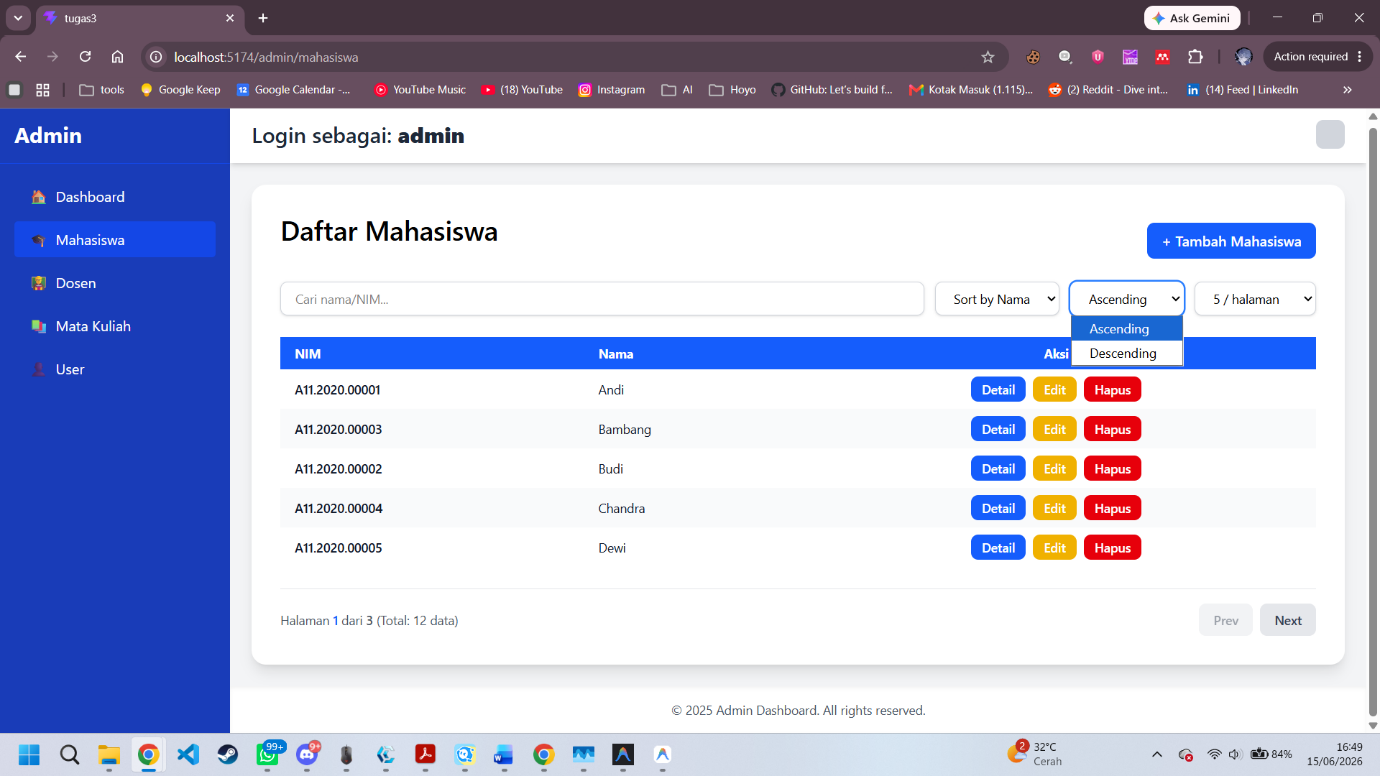 tugas3
Ask Gemini
localhost:5174/admin/mahasiswa
Action required
tools
Google Keep
12 Google Calendar -...
YouTube Music
(18) YouTube
Instagram
AI
Hoyo
GitHub: Let's build f...
Kotak Masuk (1.115)...
(2) Reddit - Dive int...
(14) Feed | LinkedIn
Admin
Login sebagai: admin
Dashboard
Mahasiswa
Dosen
Mata Kuliah
User
Daftar Mahasiswa
+ Tambah Mahasiswa
Cari nama/NIM...
Sort by Nama
Ascending
5 / halaman
Ascending
Descending
NIM Nama Aksi
A11.2020.00001 Andi Detail Edit Hapus
A11.2020.00003 Bambang Detail Edit Hapus
A11.2020.00002 Budi Detail Edit Hapus
A11.2020.00004 Chandra Detail Edit Hapus
A11.2020.00005 Dewi Detail Edit Hapus
Halaman 1 dari 3 (Total: 12 data)
Prev Next
© 2025 Admin Dashboard. All rights reserved.
99+
9+
2
32°C
Cerah
84%
16:49
15/06/2026